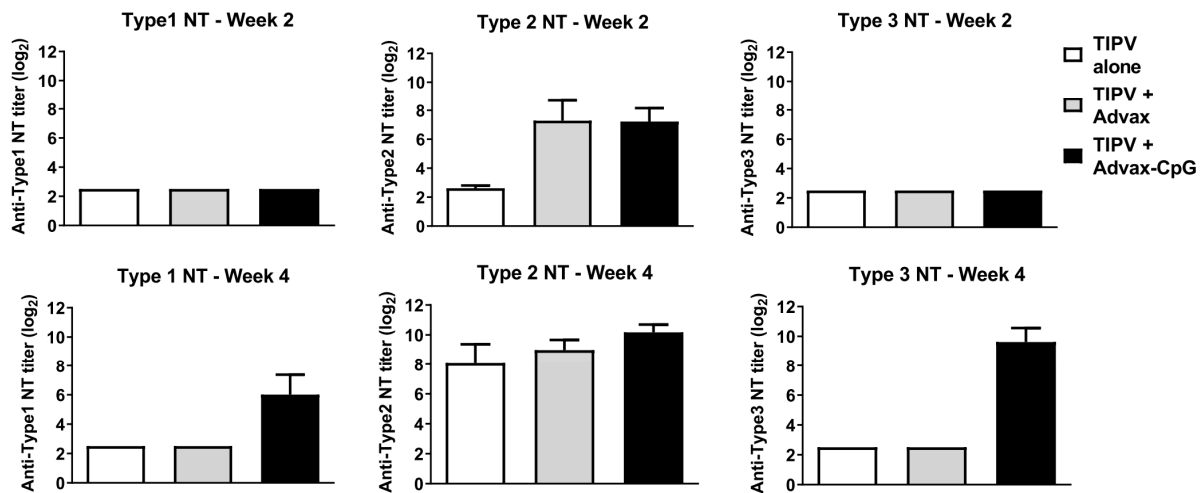 Type1 NT - Week 2
Anti-Type1 NT titer (log2)
12
10
8
6
4
2
0
Type 2 NT - Week 2
Anti-Type2 NT titer (log2)
12
10
8
6
4
2
0
Type 3 NT - Week 2
Anti-Type3 NT titer (log2)
12
10
8
6
4
2
0
TIPV
alone
TIPV +
Advax
TIPV +
Advax-CpG
Type 1 NT - Week 4
Anti-Type1 NT titer (log2)
12
10
8
6
4
2
0
Type 2 NT - Week 4
Anti-Type2 NT titer (log2)
12
10
8
6
4
2
0
Type 3 NT - Week 4
Anti-Type3 NT titer (log2)
12
10
8
6
4
2
0